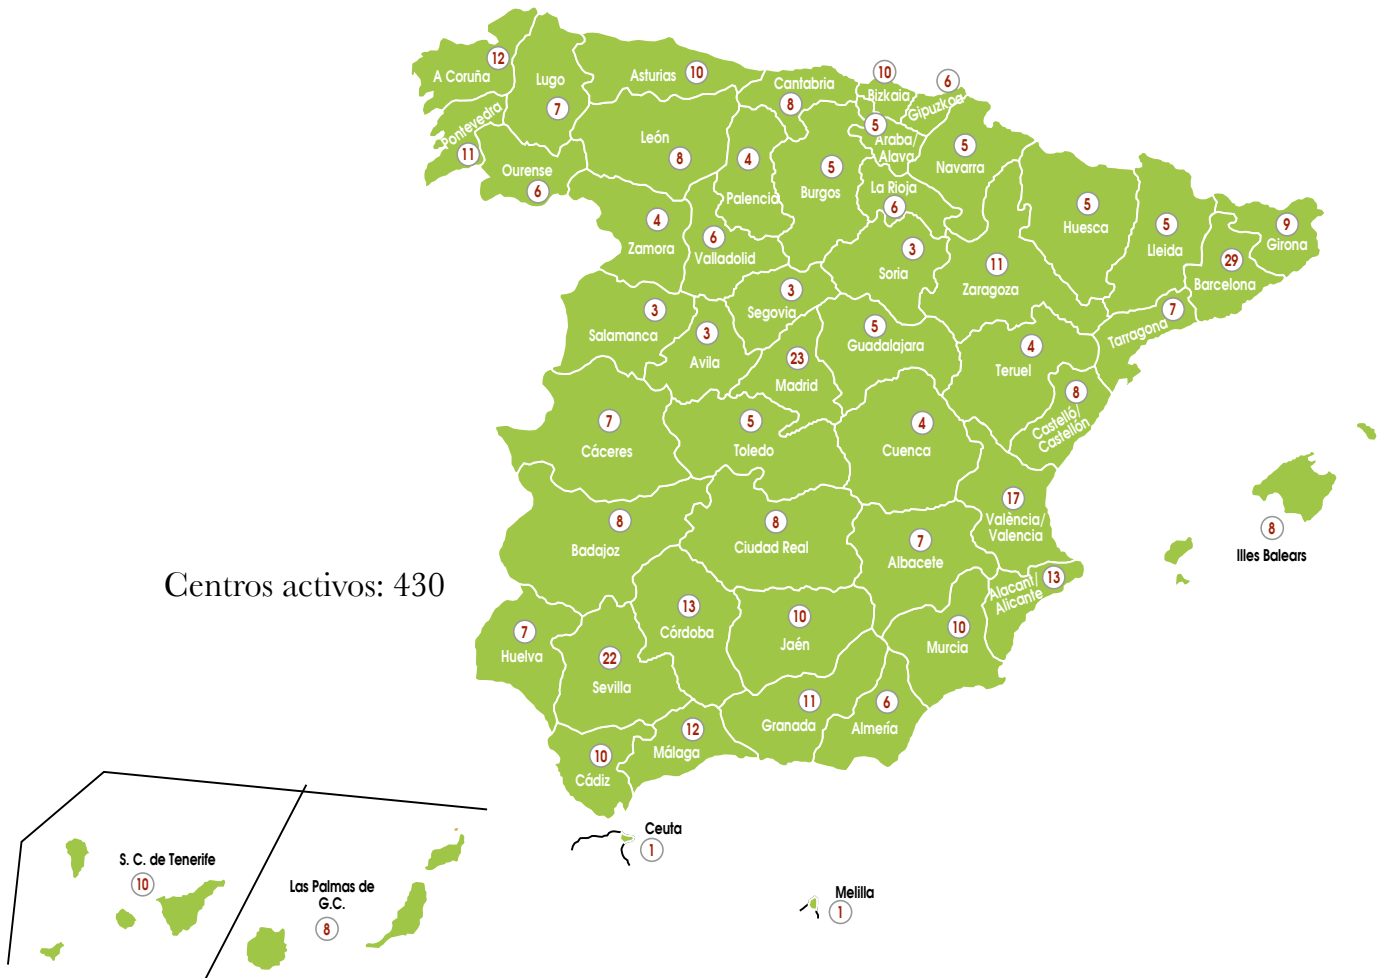 12
A Coruña
Lugo
7
Pontevedra
11
Ourense
6
Asturias 10
Cantabria
8
10
Bizkaia
6
Gipuzkoa
5
Araba/
Alava
5
Navarra
León
8
4
Palencia
5
Burgos
La Rioja
6
4
Zamora
6
Valladolid
3
Soria
11
Zaragoza
5
Huesca
5
Lleida
9
Girona
29
Barcelona
7
Tarragona
3
Salamanca
3
Avila
3
Segovia
23
Madrid
5
Guadalajara
4
Teruel
8
Castelló/
Castellón
7
Cáceres
5
Toledo
4
Cuenca
17
València/
Valencia
8
Illes Balears
8
Badajoz
8
Ciudad Real
7
Albacete
13
Alacant/
Alicante
Centros activos: 430
7
Huelva
22
Sevilla
13
Córdoba
10
Jaén
10
Murcia
11
Granada
6
Almería
12
Málaga
10
Cádiz
Ceuta
1
Melilla
1
S. C. de Tenerife
10
Las Palmas de
G.C.
8